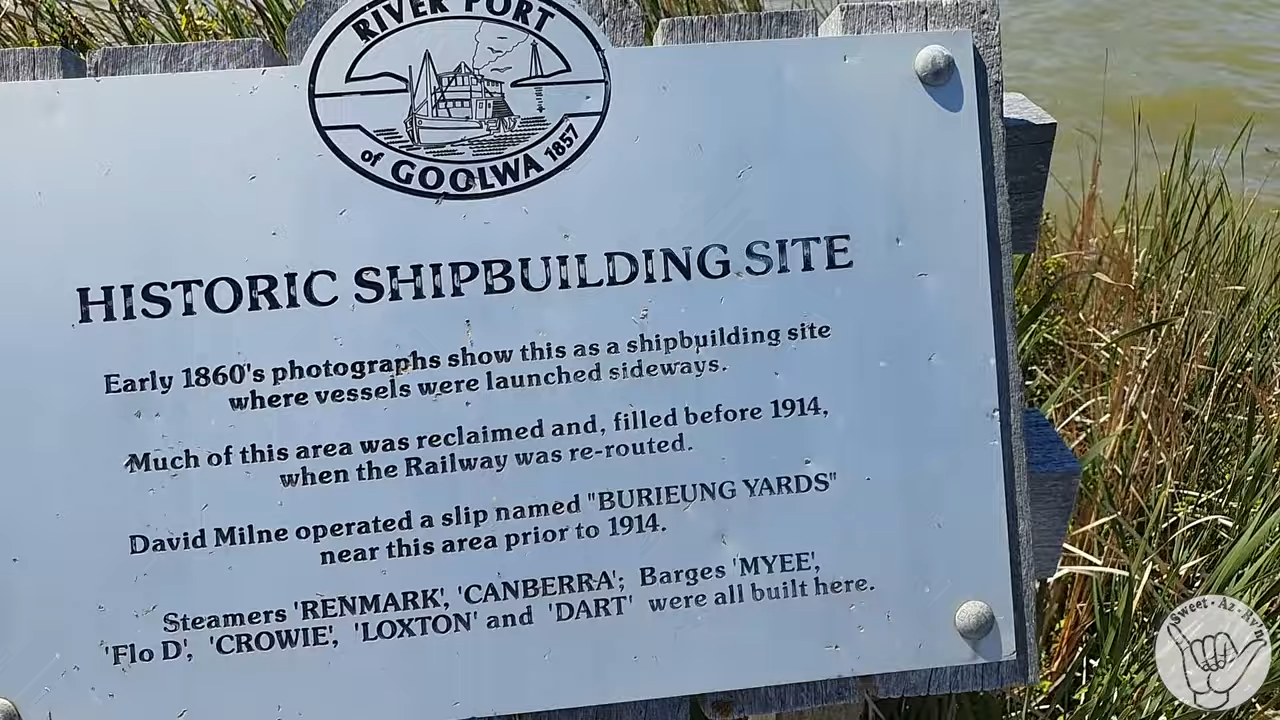 RIVER PORT
of GOOLWA 1857
HISTORIC SHIPBUILDING SITE
Early 1860's photographs show this as a shipbuilding site
where vessels were launched sideways.
Much of this area was reclaimed and, filled before 1914,
when the Railway was re-routed.
David Milne operated a slip named "BURIEUNG YARDS"
near this area prior to 1914.
Steamers 'RENMARK', 'CANBERRA'; Barges 'MYEE',
'Flo D', 'CROWIE', 'LOXTON' and 'DART' were all built here.
Sweet·Az·Rv'n